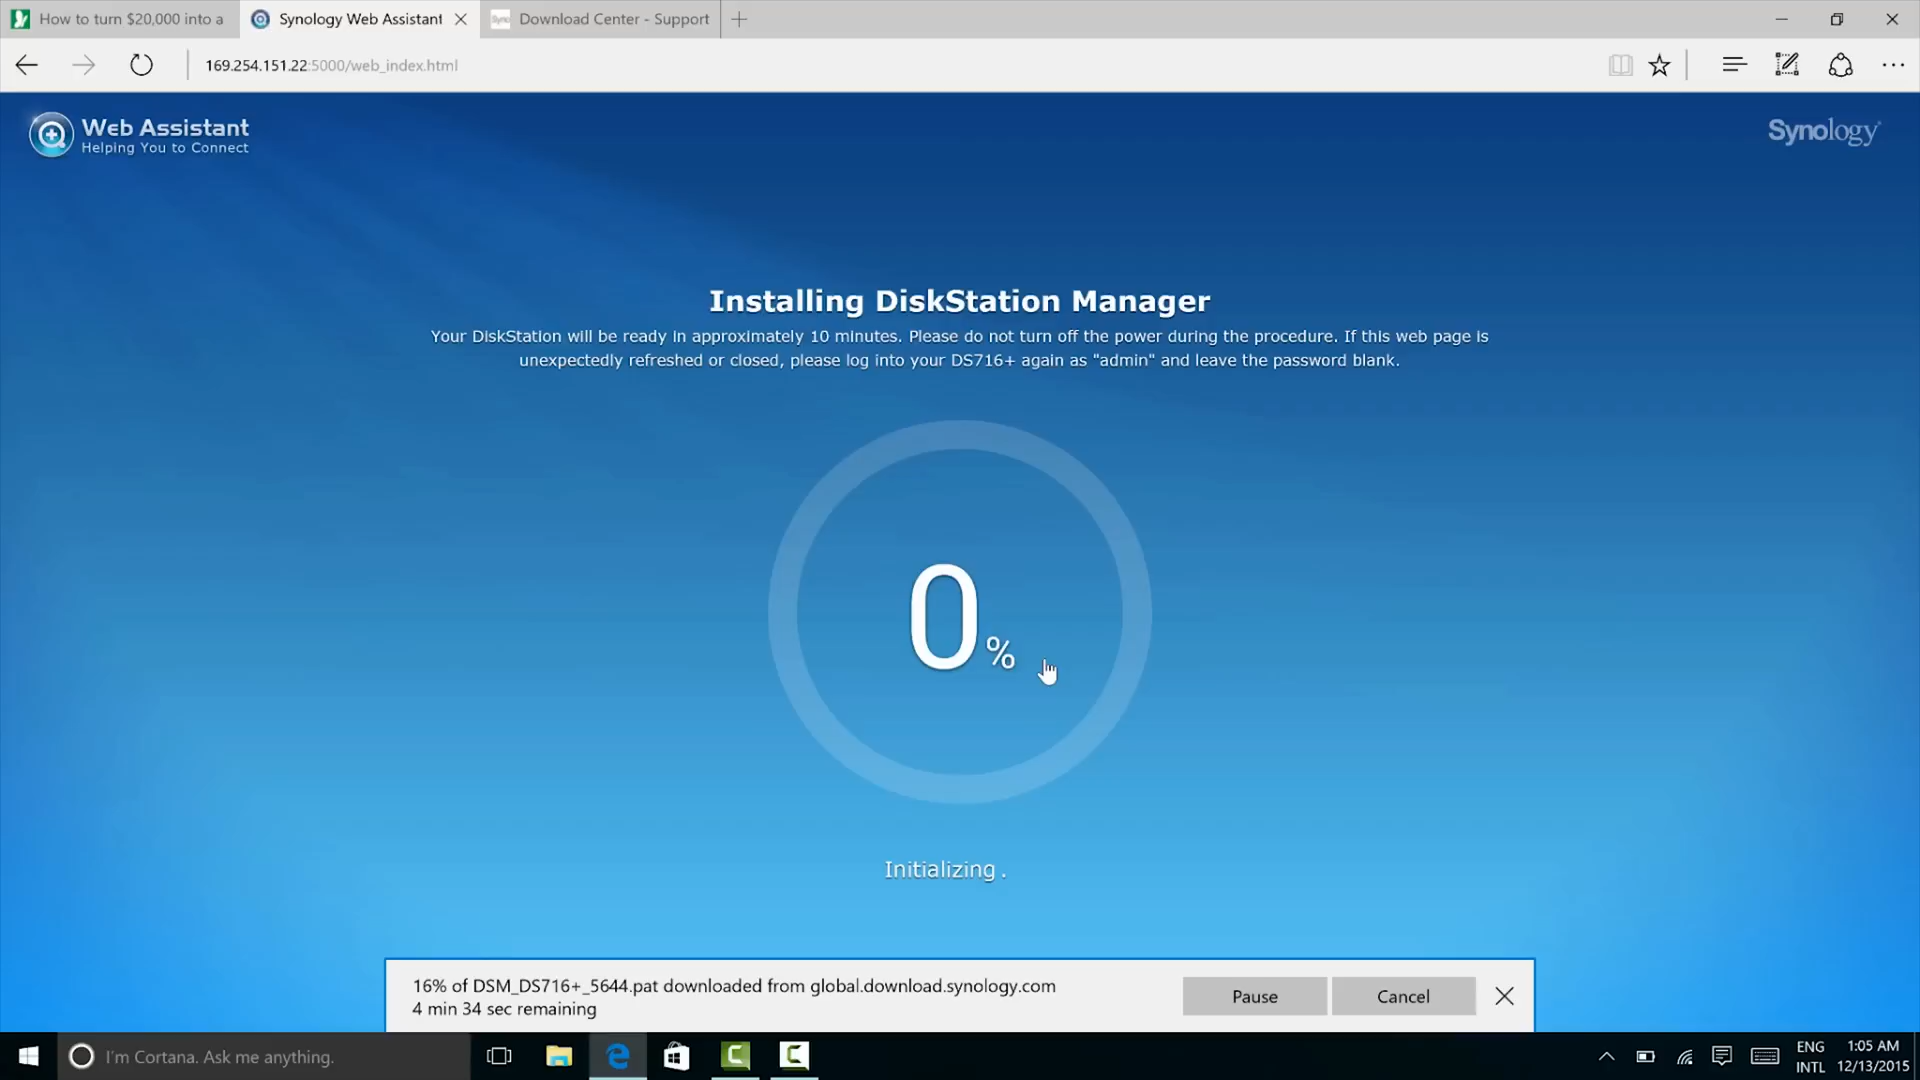 How to turn $20,000 into a
Synology Web Assistant
Download Center - Support
169.254.151.22:5000/web_index.html
Web Assistant
Helping You to Connect
Synology
Installing DiskStation Manager
Your DiskStation will be ready in approximately 10 minutes. Please do not turn off the power during the procedure. If this web page is
unexpectedly refreshed or closed, please log into your DS716+ again as "admin" and leave the password blank.
0%
Initializing .
16% of DSM_DS716+_5644.pat downloaded from global.download.synology.com
4 min 34 sec remaining
Pause
Cancel
I'm Cortana. Ask me anything.
ENG
INTL
1:05 AM
12/13/2015